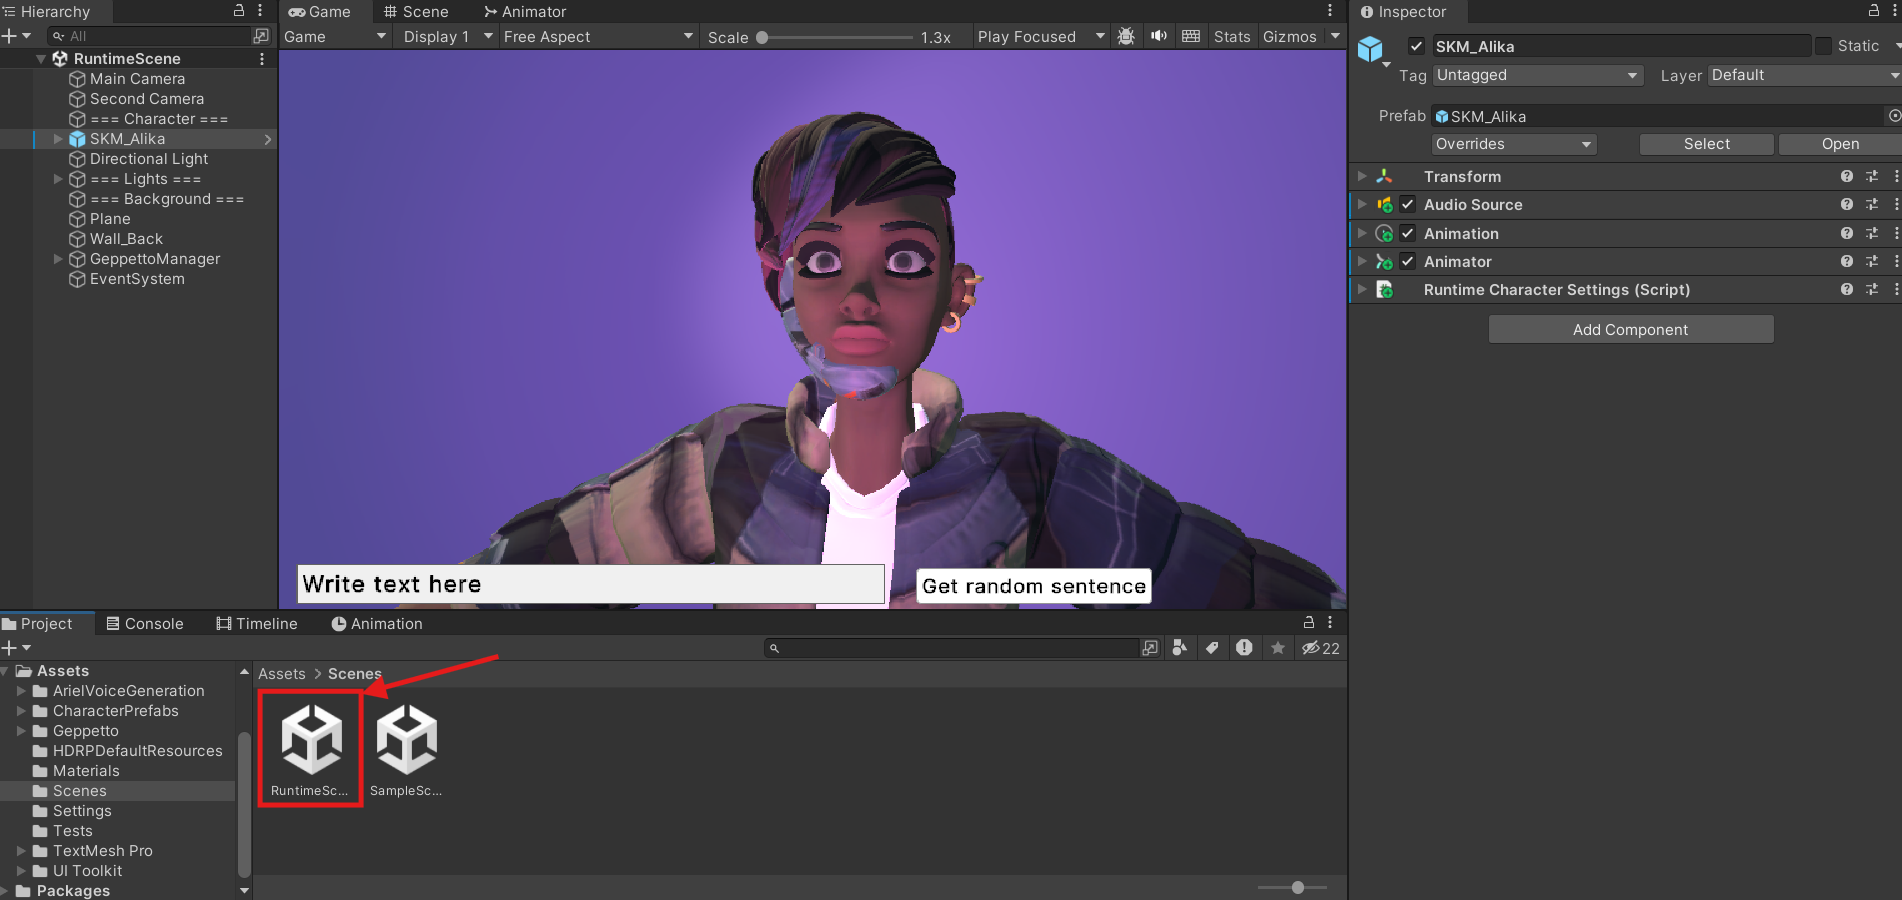 Hierarchy
All
RuntimeScene
Main Camera
Second Camera
=== Character ===
SKM_Alika
Directional Light
=== Lights ===
=== Background ===
Plane
Wall_Back
GeppettoManager
EventSystem
Game Scene Animator
Game Display 1 Free Aspect Scale 1.3x Play Focused Stats Gizmos
Write text here
Get random sentence
Inspector
SKM_Alika Static
Tag Untagged Layer Default
Prefab SKM_Alika
Overrides Select Open
Transform
Audio Source
Animation
Animator
Runtime Character Settings (Script)
Add Component
Project Console Timeline Animation
22
Assets
ArielVoiceGeneration
CharacterPrefabs
Geppetto
HDRPDefaultResources
Materials
Scenes
Settings
Tests
TextMesh Pro
UI Toolkit
Packages
Assets > Scenes
RuntimeSc... SampleSc...